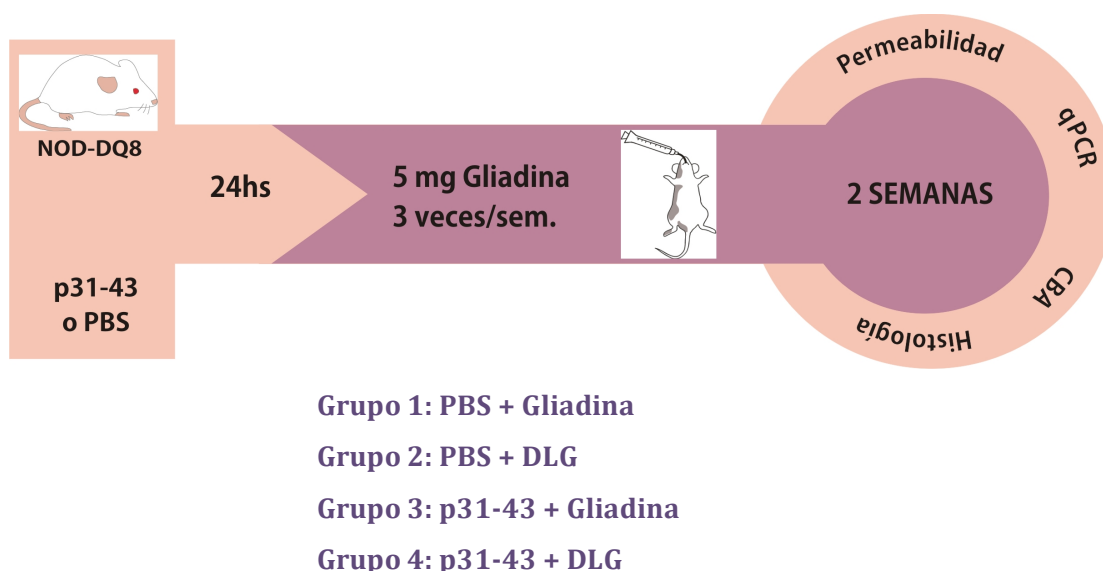 NOD-DQ8
p31-43
o PBS
24hs
5 mg Gliadina
3 veces/sem.
2 SEMANAS
Permeabilidad
qPCR
CBA
Histología
Grupo 1: PBS + Gliadina
Grupo 2: PBS + DLG
Grupo 3: p31-43 + Gliadina
Grupo 4: p31-43 + DLG